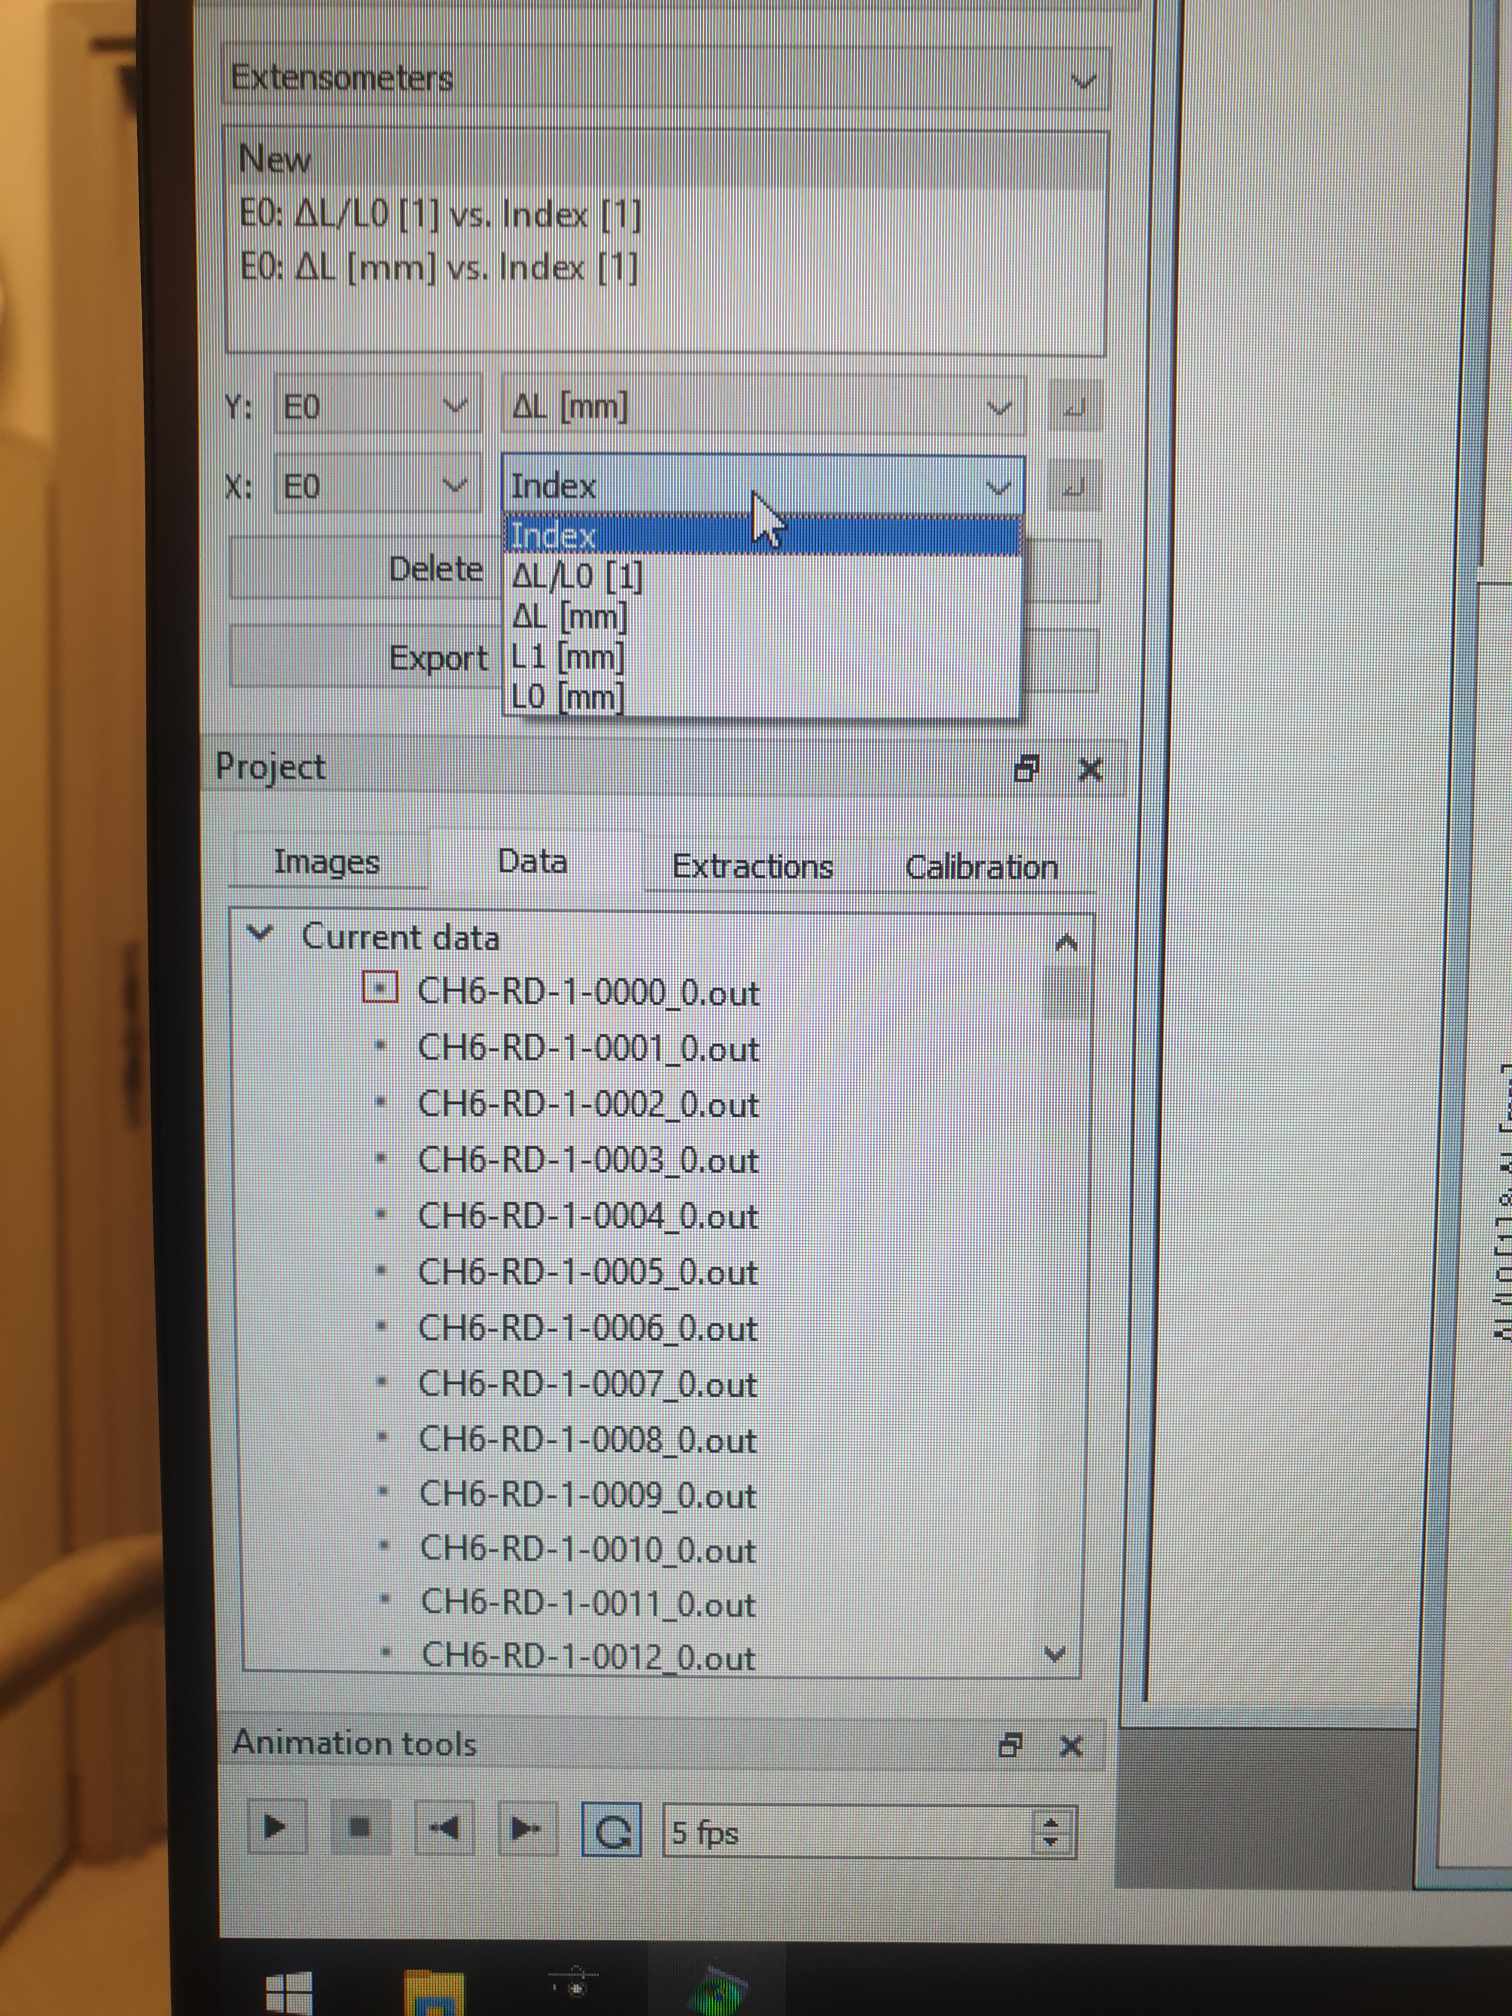 Extensometers
New
E0: ΔL/L0 [1] vs. Index [1]
E0: ΔL [mm] vs. Index [1]
Y: E0 ΔL [mm]
X: E0 Index
Index
Delete ΔL/L0 [1]
ΔL [mm]
Export L1 [mm]
L0 [mm]
Project
Images Data Extractions Calibration
Current data
CH6-RD-1-0000_0.out
CH6-RD-1-0001_0.out
CH6-RD-1-0002_0.out
CH6-RD-1-0003_0.out
CH6-RD-1-0004_0.out
CH6-RD-1-0005_0.out
CH6-RD-1-0006_0.out
CH6-RD-1-0007_0.out
CH6-RD-1-0008_0.out
CH6-RD-1-0009_0.out
CH6-RD-1-0010_0.out
CH6-RD-1-0011_0.out
CH6-RD-1-0012_0.out
Animation tools
5 fps